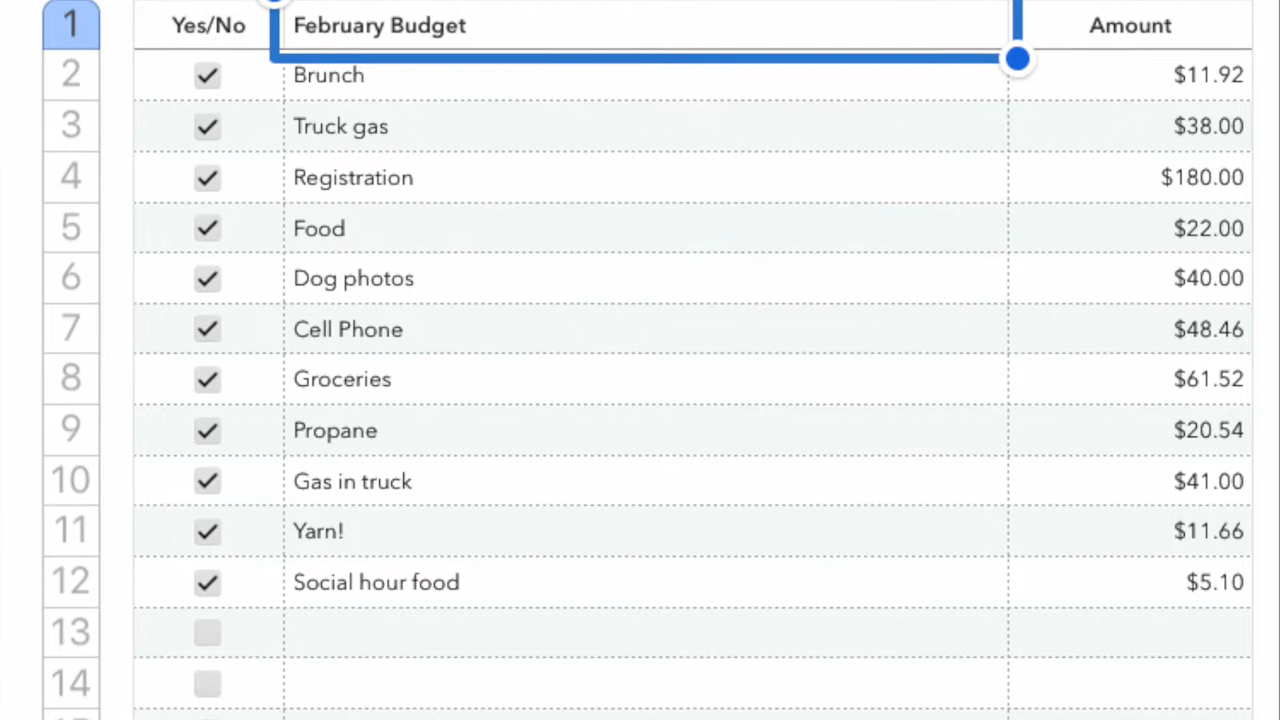 1 Yes/No February Budget Amount
2 Brunch $11.92
3 Truck gas $38.00
4 Registration $180.00
5 Food $22.00
6 Dog photos $40.00
7 Cell Phone $48.46
8 Groceries $61.52
9 Propane $20.54
10 Gas in truck $41.00
11 Yarn! $11.66
12 Social hour food $5.10
13
14